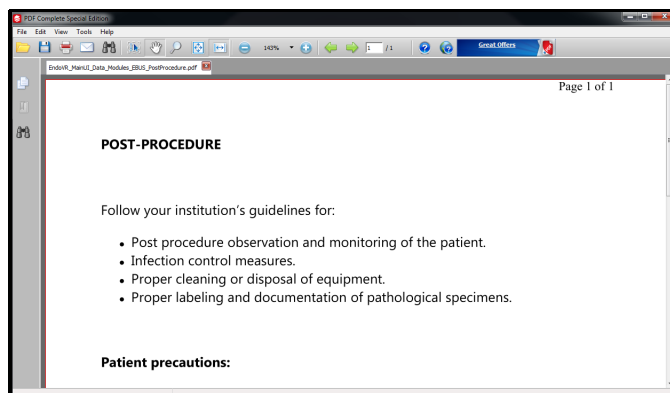 PDF Complete Special Edition
File Edit View Tools Help
143% 1 / 1 Great Offers
EndoVR_MainUI_Data_Modules_EBUS_PostProcedure.pdf
Page 1 of 1
POST-PROCEDURE
Follow your institution's guidelines for:
• Post procedure observation and monitoring of the patient.
• Infection control measures.
• Proper cleaning or disposal of equipment.
• Proper labeling and documentation of pathological specimens.
Patient precautions: